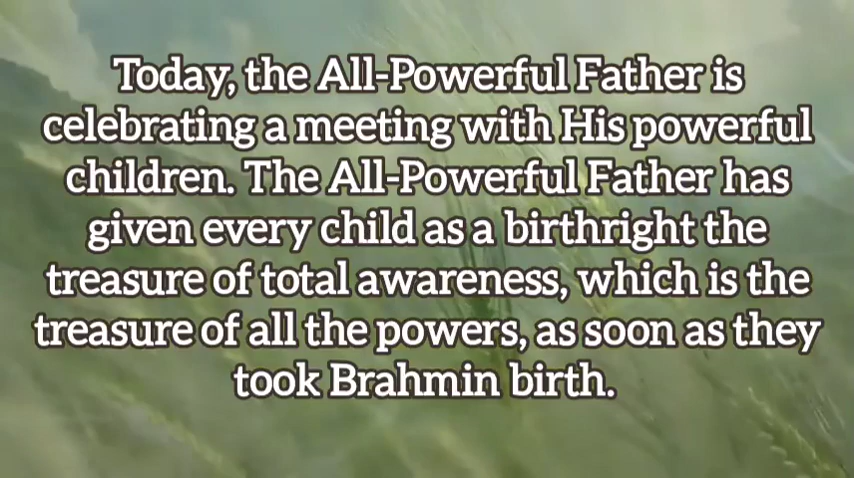 Today, the All-Powerful Father is
celebrating a meeting with His powerful
children. The All-Powerful Father has
given every child as a birthright the
treasure of total awareness, which is the
treasure of all the powers, as soon as they
took Brahmin birth.